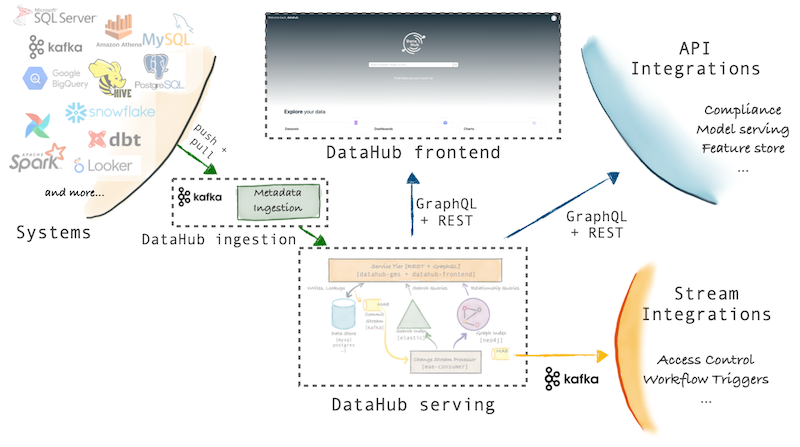 Microsoft
SQL Server
kafka
Amazon Athena
MySQL
Google
BigQuery
HIVE
PostgreSQL
snowflake
dbt
APACHE
Spark
Looker
and more...
Systems
push +
pull
kafka
Metadata
Ingestion
DataHub ingestion
Explore your data
Datasets
Dashboards
Charts
DataHub frontend
GraphQL
+ REST
GraphQL
+ REST
API
Integrations
Compliance
Model serving
Feature store
...
Service Tier [REST + GraphQL]
[datahub-gms + datahub-frontend]
Writes, Lookups
Search Queries
Relationship Queries
Commit
Stream
[kafka]
Data Store
[mysql
postgres
...]
Search Index
[elastic]
Graph Index
[neo4j]
Change Stream Processor
[mae-consumer]
DataHub serving
kafka
Stream
Integrations
Access Control
Workflow Triggers
...